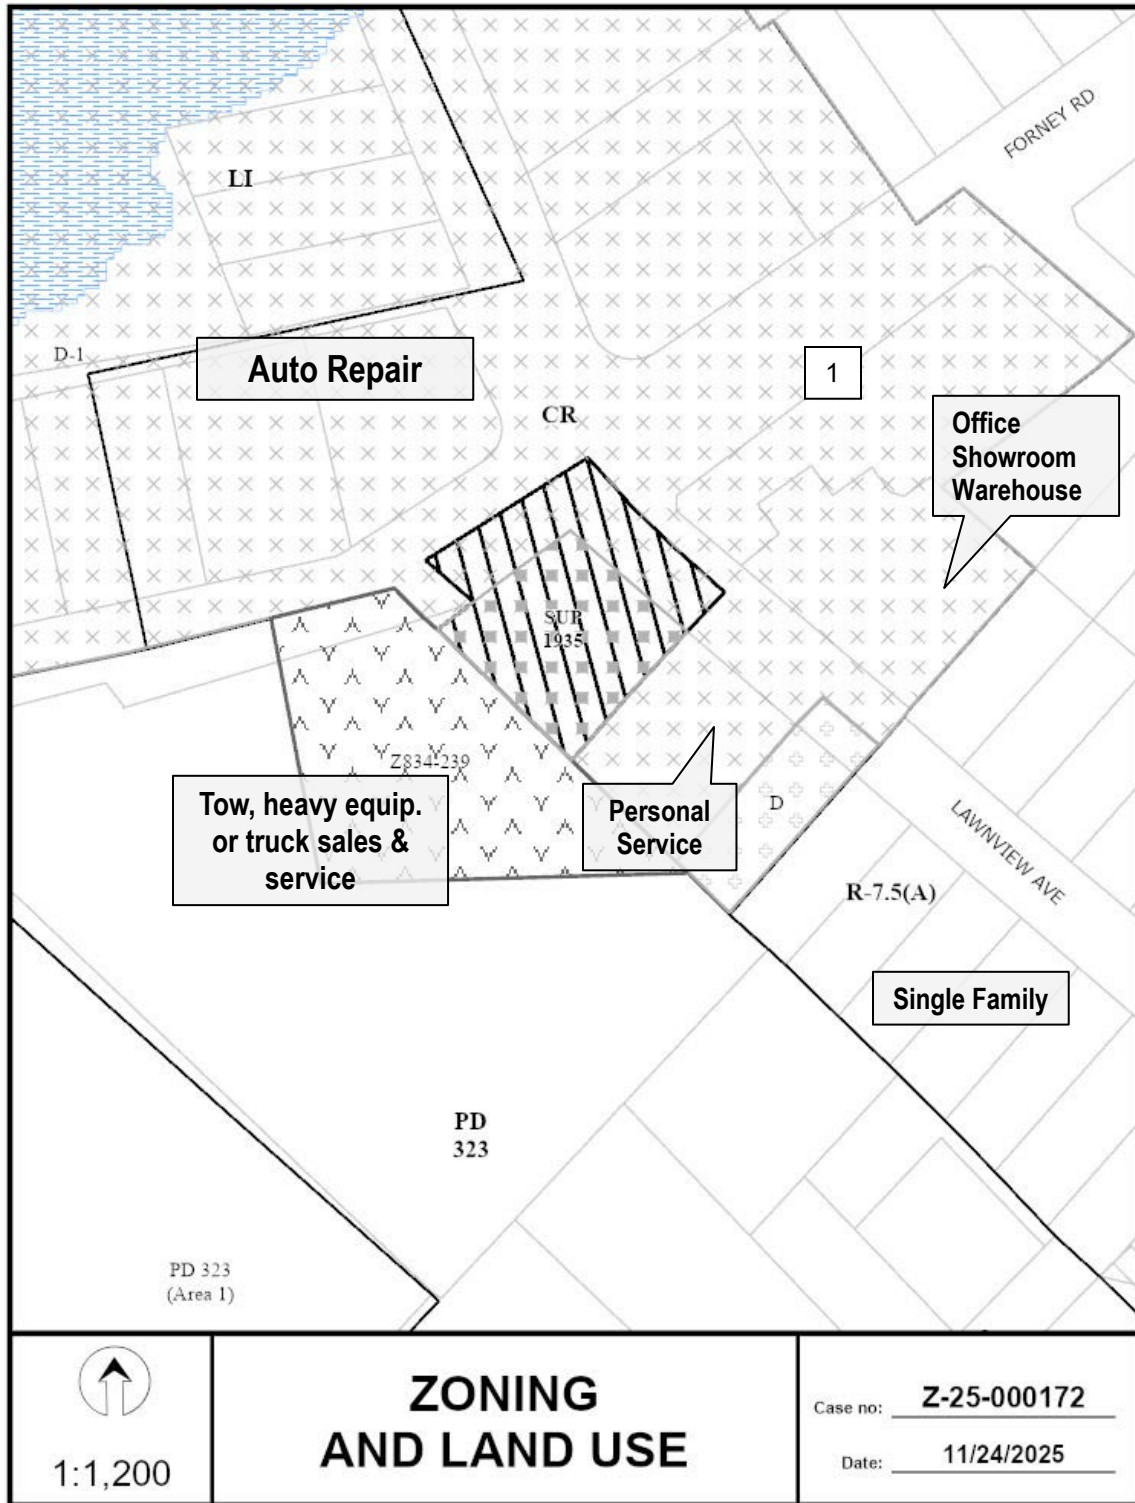 FORNEY RD
LI
D-1
Auto Repair
1
CR
Office
Showroom
Warehouse
SUP
1935
Z834-239
Tow, heavy equip.
or truck sales &
service
Personal
Service
D
LAWNVIEW AVE
R-7.5(A)
Single Family
PD
323
PD 323
(Area 1)
1:1,200
ZONING
AND LAND USE
Case no: Z-25-000172
Date: 11/24/2025